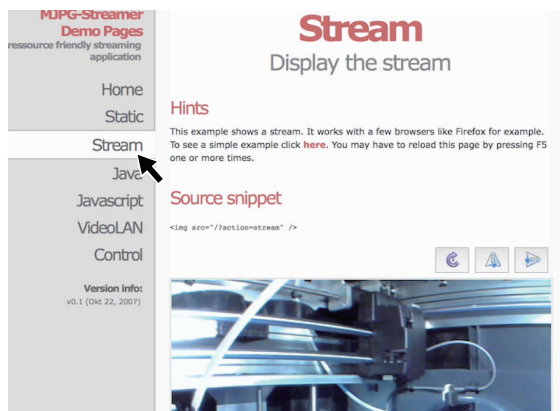 MJPG-Streamer
Demo Pages
ressource friendly streaming
application
Home
Static
Stream
Java
Javascript
VideoLAN
Control
Version info:
v0.1 (Okt 22, 2007)
Stream
Display the stream
Hints
This example shows a stream. It works with a few browsers like Firefox for example.
To see a simple example click here. You may have to reload this page by pressing F5
one or more times.
Source snippet
<img src="/?action=stream" />